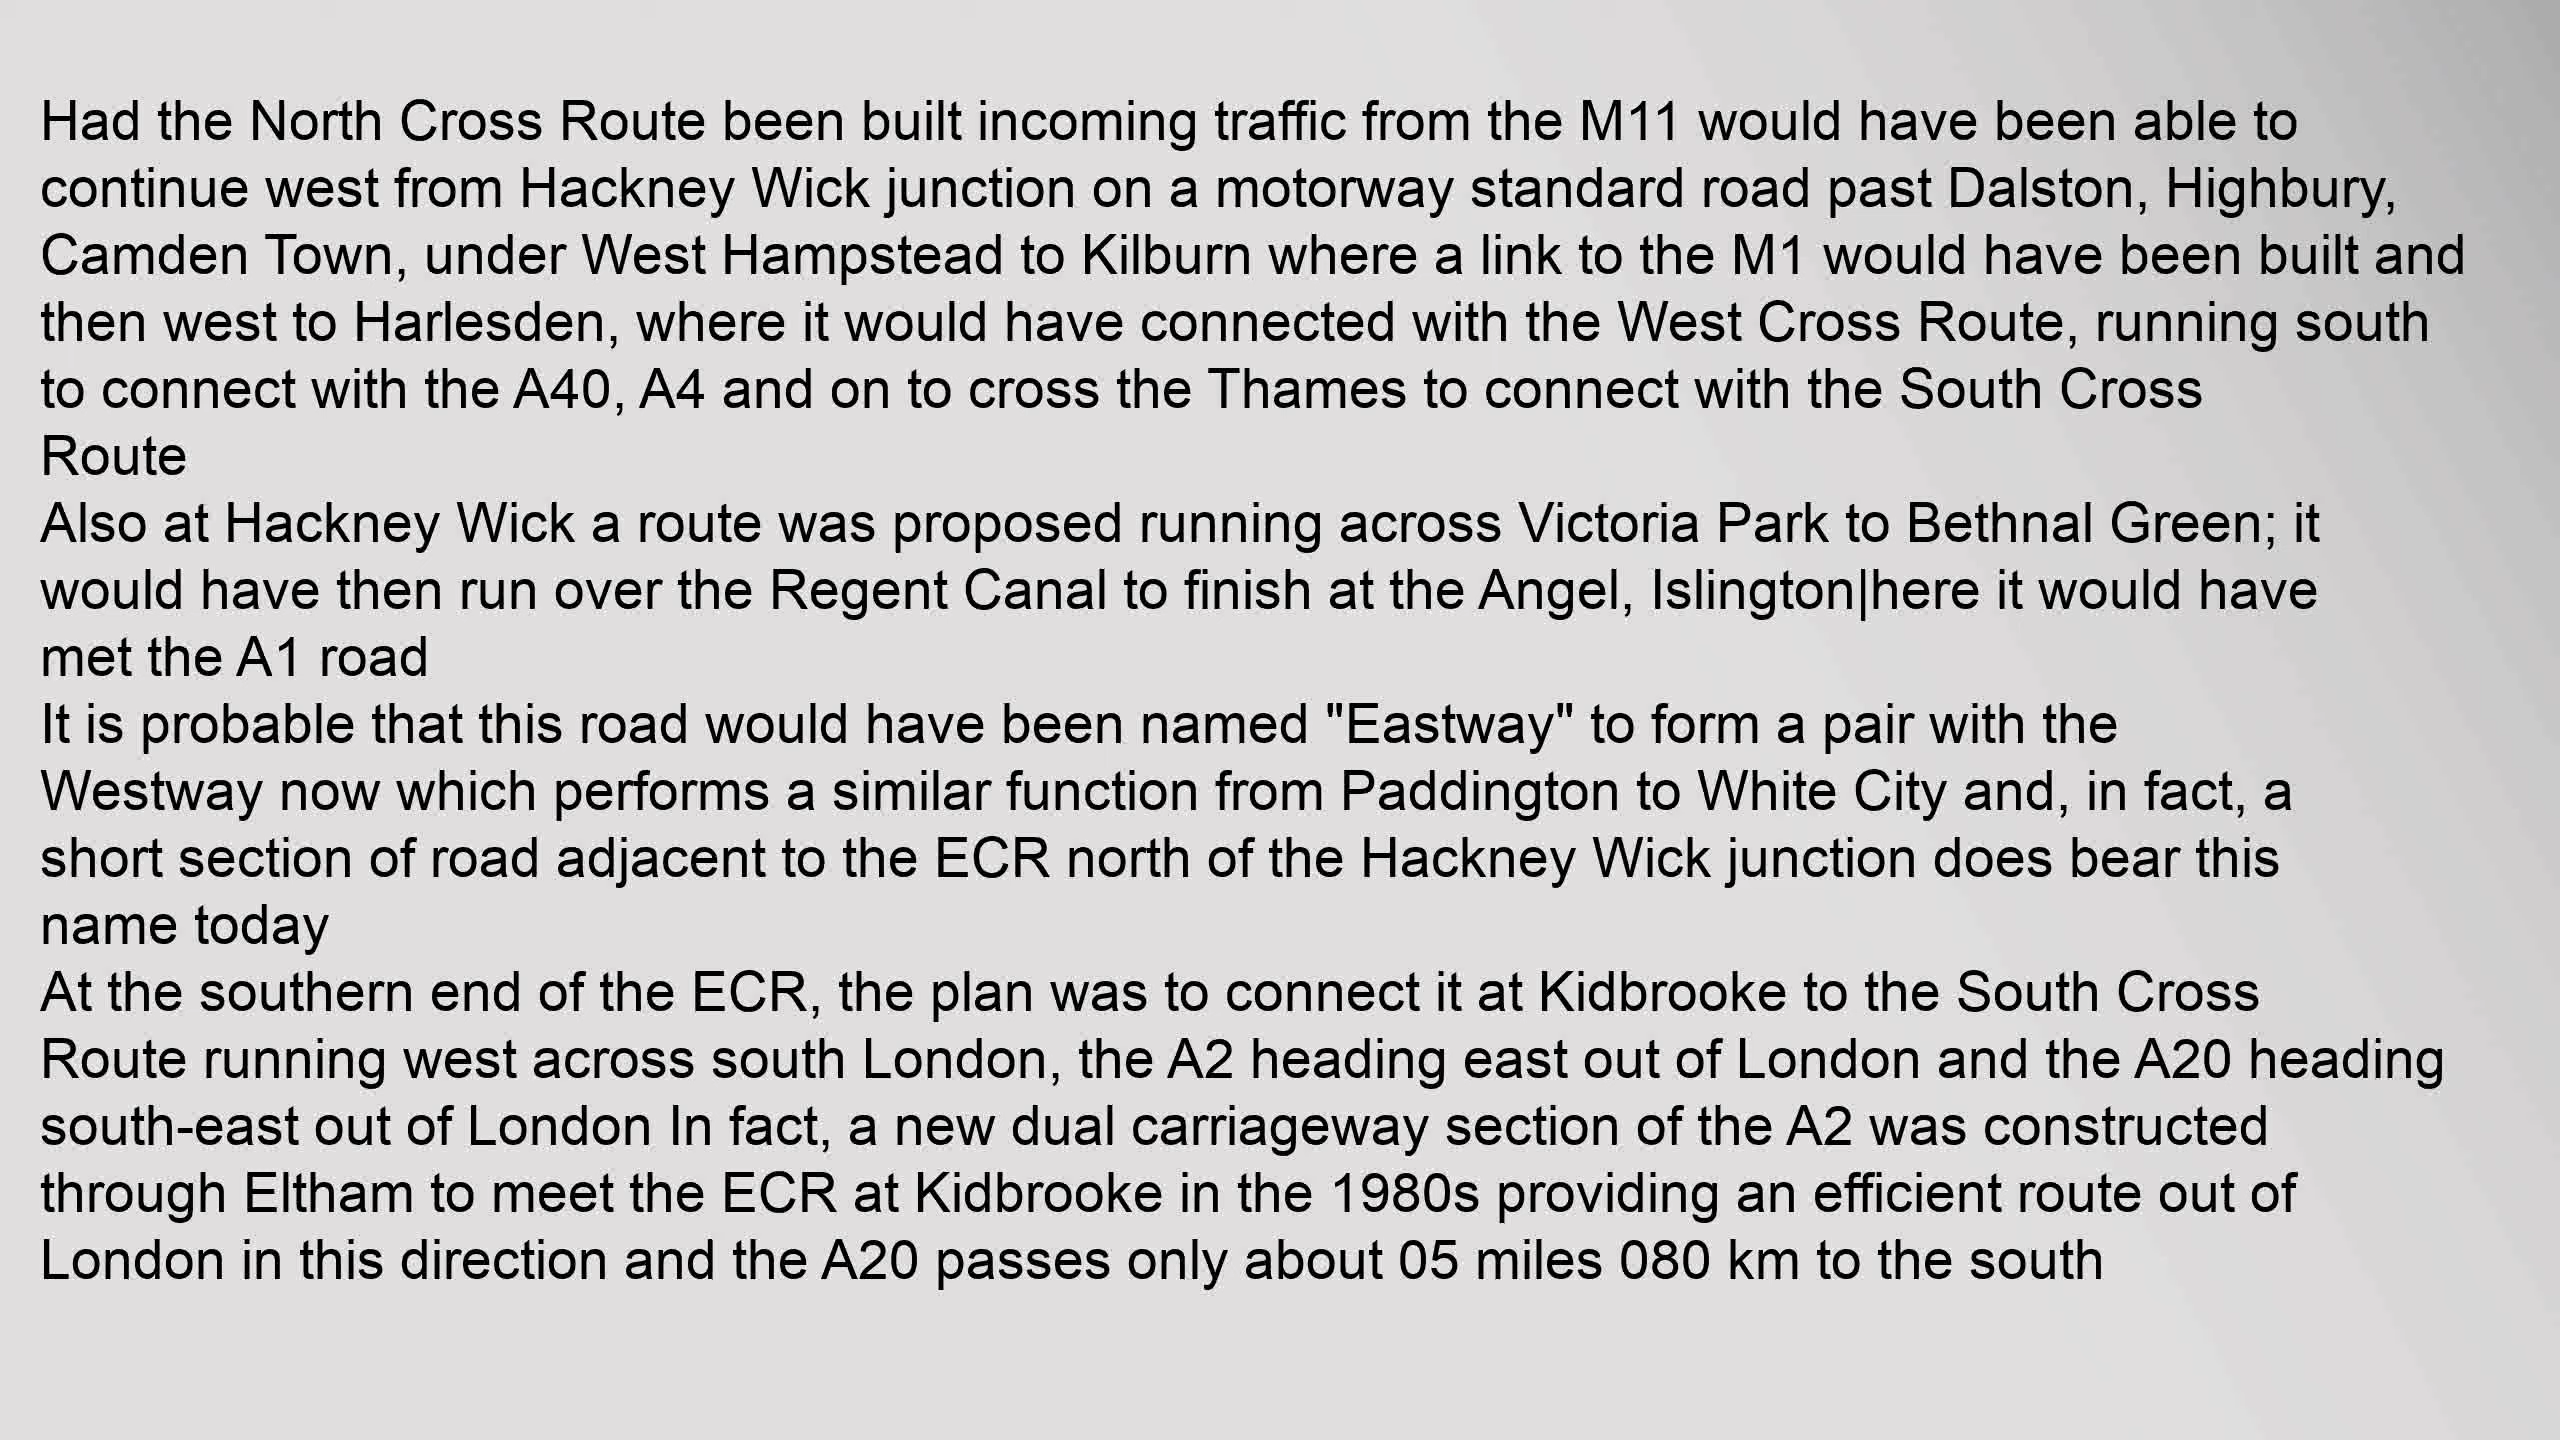 Had the North Cross Route been built incoming traffic from the M11 would have been able to
continue west from Hackney Wick junction on a motorway standard road past Dalston, Highbury,
Camden Town, under West Hampstead to Kilburn where a link to the M1 would have been built and
then west to Harlesden, where it would have connected with the West Cross Route, running south
to connect with the A40, A4 and on to cross the Thames to connect with the South Cross
Route
Also at Hackney Wick a route was proposed running across Victoria Park to Bethnal Green; it
would have then run over the Regent Canal to finish at the Angel, Islington|here it would have
met the A1 road
It is probable that this road would have been named "Eastway" to form a pair with the
Westway now which performs a similar function from Paddington to White City and, in fact, a
short section of road adjacent to the ECR north of the Hackney Wick junction does bear this
name today
At the southern end of the ECR, the plan was to connect it at Kidbrooke to the South Cross
Route running west across south London, the A2 heading east out of London and the A20 heading
south-east out of London In fact, a new dual carriageway section of the A2 was constructed
through Eltham to meet the ECR at Kidbrooke in the 1980s providing an efficient route out of
London in this direction and the A20 passes only about 05 miles 080 km to the south